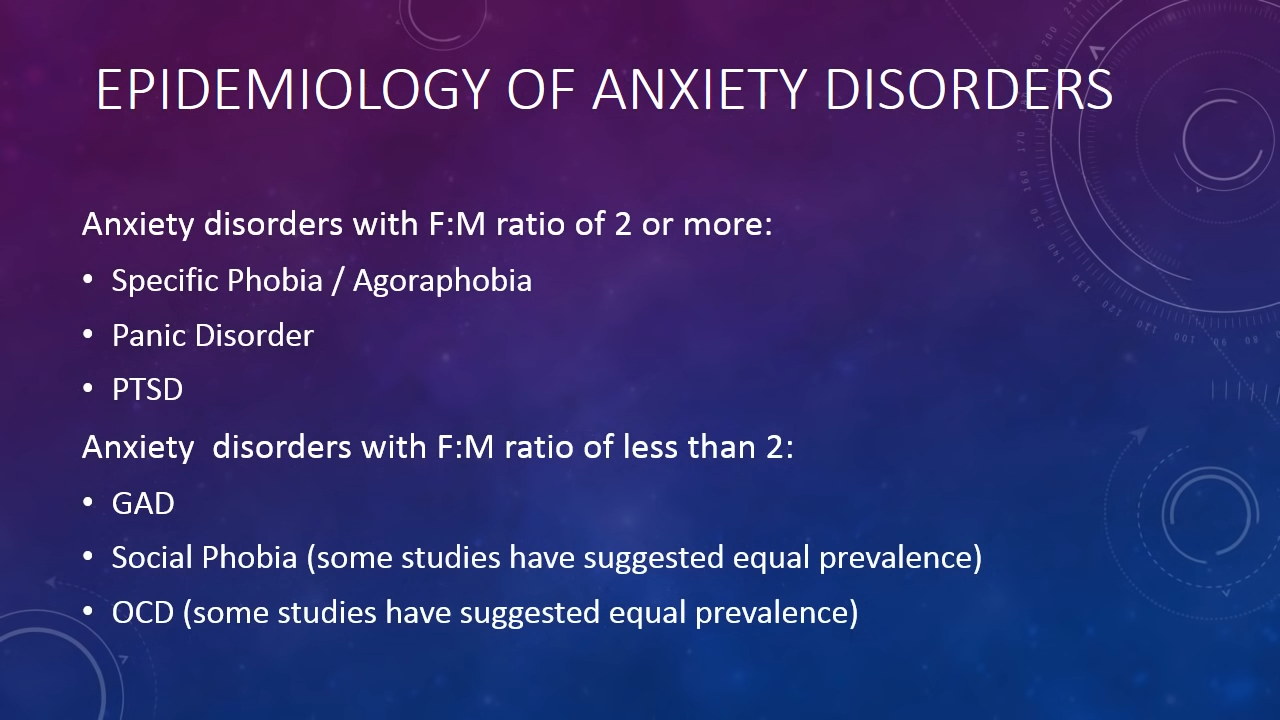 EPIDEMIOLOGY OF ANXIETY DISORDERS
Anxiety disorders with F:M ratio of 2 or more:
• Specific Phobia / Agoraphobia
• Panic Disorder
• PTSD
Anxiety  disorders with F:M ratio of less than 2:
• GAD
• Social Phobia (some studies have suggested equal prevalence)
• OCD (some studies have suggested equal prevalence)